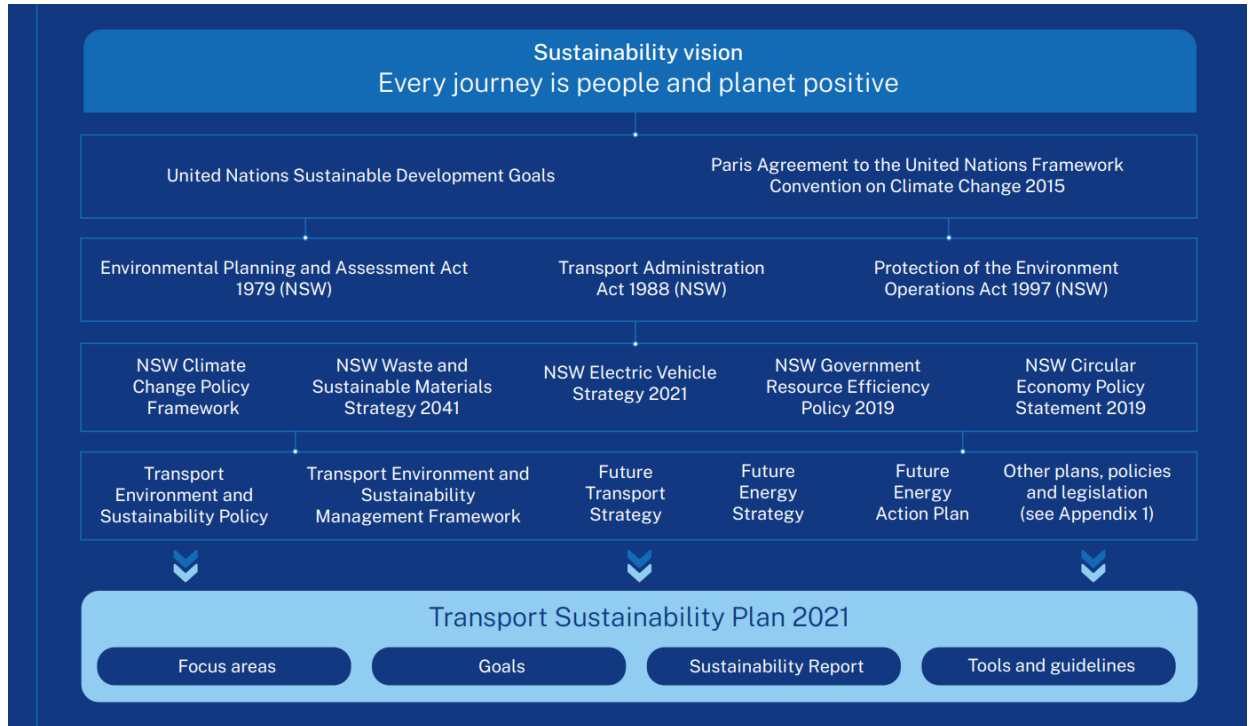 Sustainability vision
Every journey is people and planet positive
United Nations Sustainable Development Goals
Paris Agreement to the United Nations Framework
Convention on Climate Change 2015
Environmental Planning and Assessment Act
1979 (NSW)
Transport Administration
Act 1988 (NSW)
Protection of the Environment
Operations Act 1997 (NSW)
NSW Climate
Change Policy
Framework
NSW Waste and
Sustainable Materials
Strategy 2041
NSW Electric Vehicle
Strategy 2021
NSW Government
Resource Efficiency
Policy 2019
NSW Circular
Economy Policy
Statement 2019
Transport
Environment and
Sustainability Policy
Transport Environment and
Sustainability
Management Framework
Future
Transport
Strategy
Future
Energy
Strategy
Future
Energy
Action Plan
Other plans, policies
and legislation
(see Appendix 1)
Transport Sustainability Plan 2021
Focus areas
Goals
Sustainability Report
Tools and guidelines